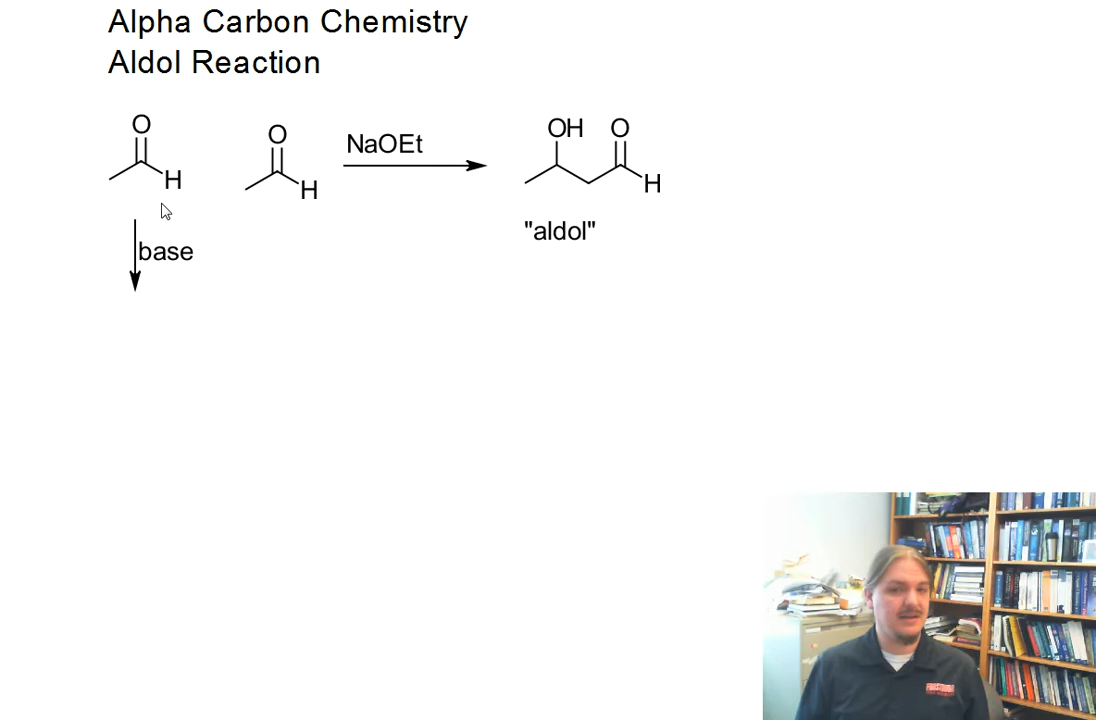 Alpha Carbon Chemistry
Aldol Reaction
O
H
O
H
NaOEt
OH O
H
"aldol"
base